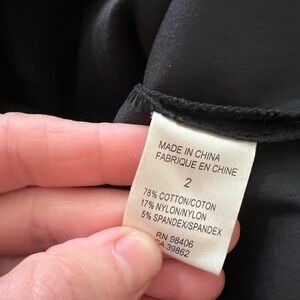 MADE IN CHINA
FABRIQUE EN CHINE
2
78% COTTON/COTON
17% NYLON/NYLON
5% SPANDEX/SPANDEX
RN 98406
CA 39862